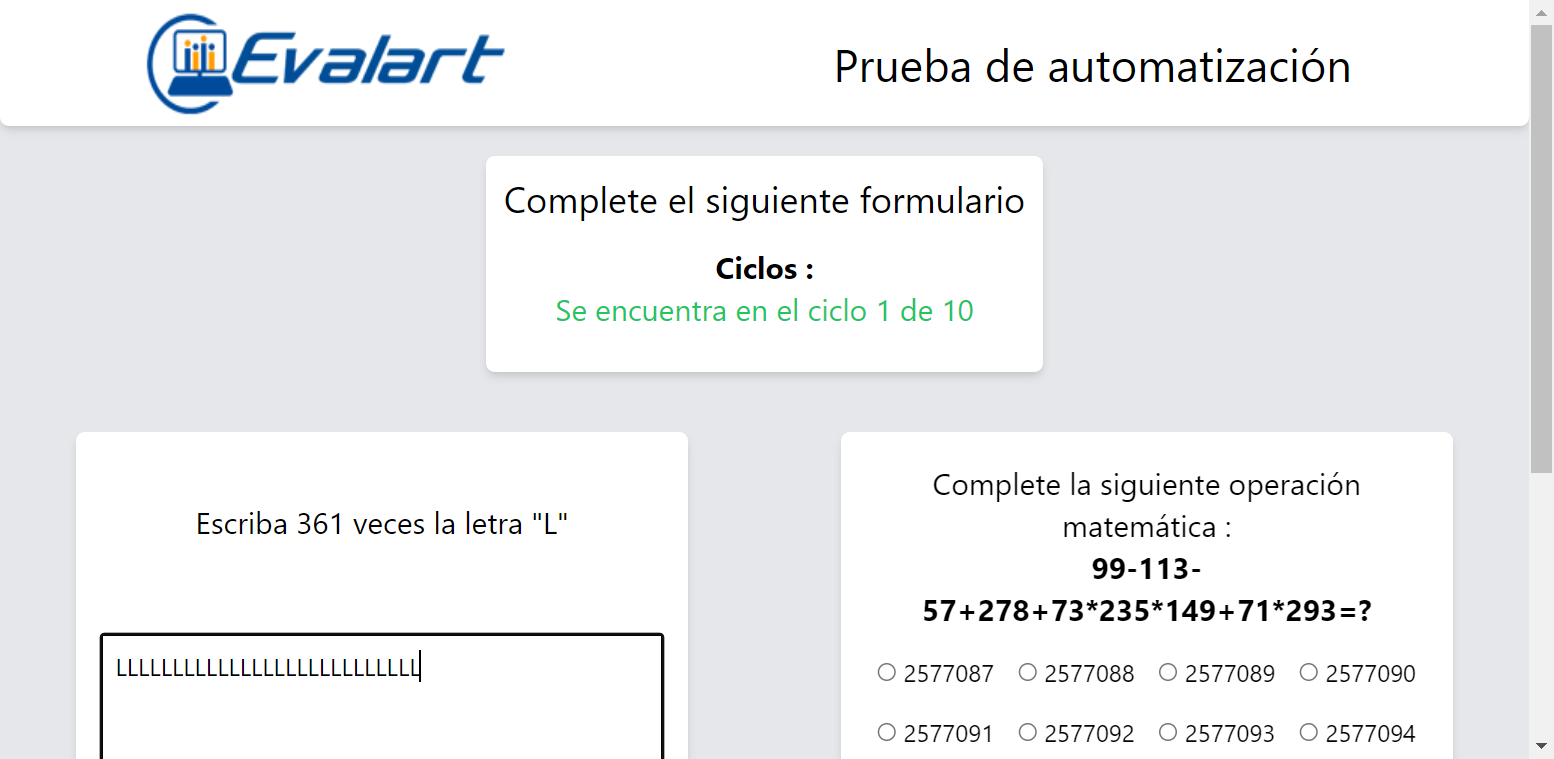 Evalart
Prueba de automatización
Complete el siguiente formulario
Ciclos :
Se encuentra en el ciclo 1 de 10
Escriba 361 veces la letra "L"
LLLLLLLLLLLLLLLLLLLLLLLLLLL
Complete la siguiente operación
matemática :
99-113-
57+278+73*235*149+71*293=?
2577087 2577088 2577089 2577090
2577091 2577092 2577093 2577094